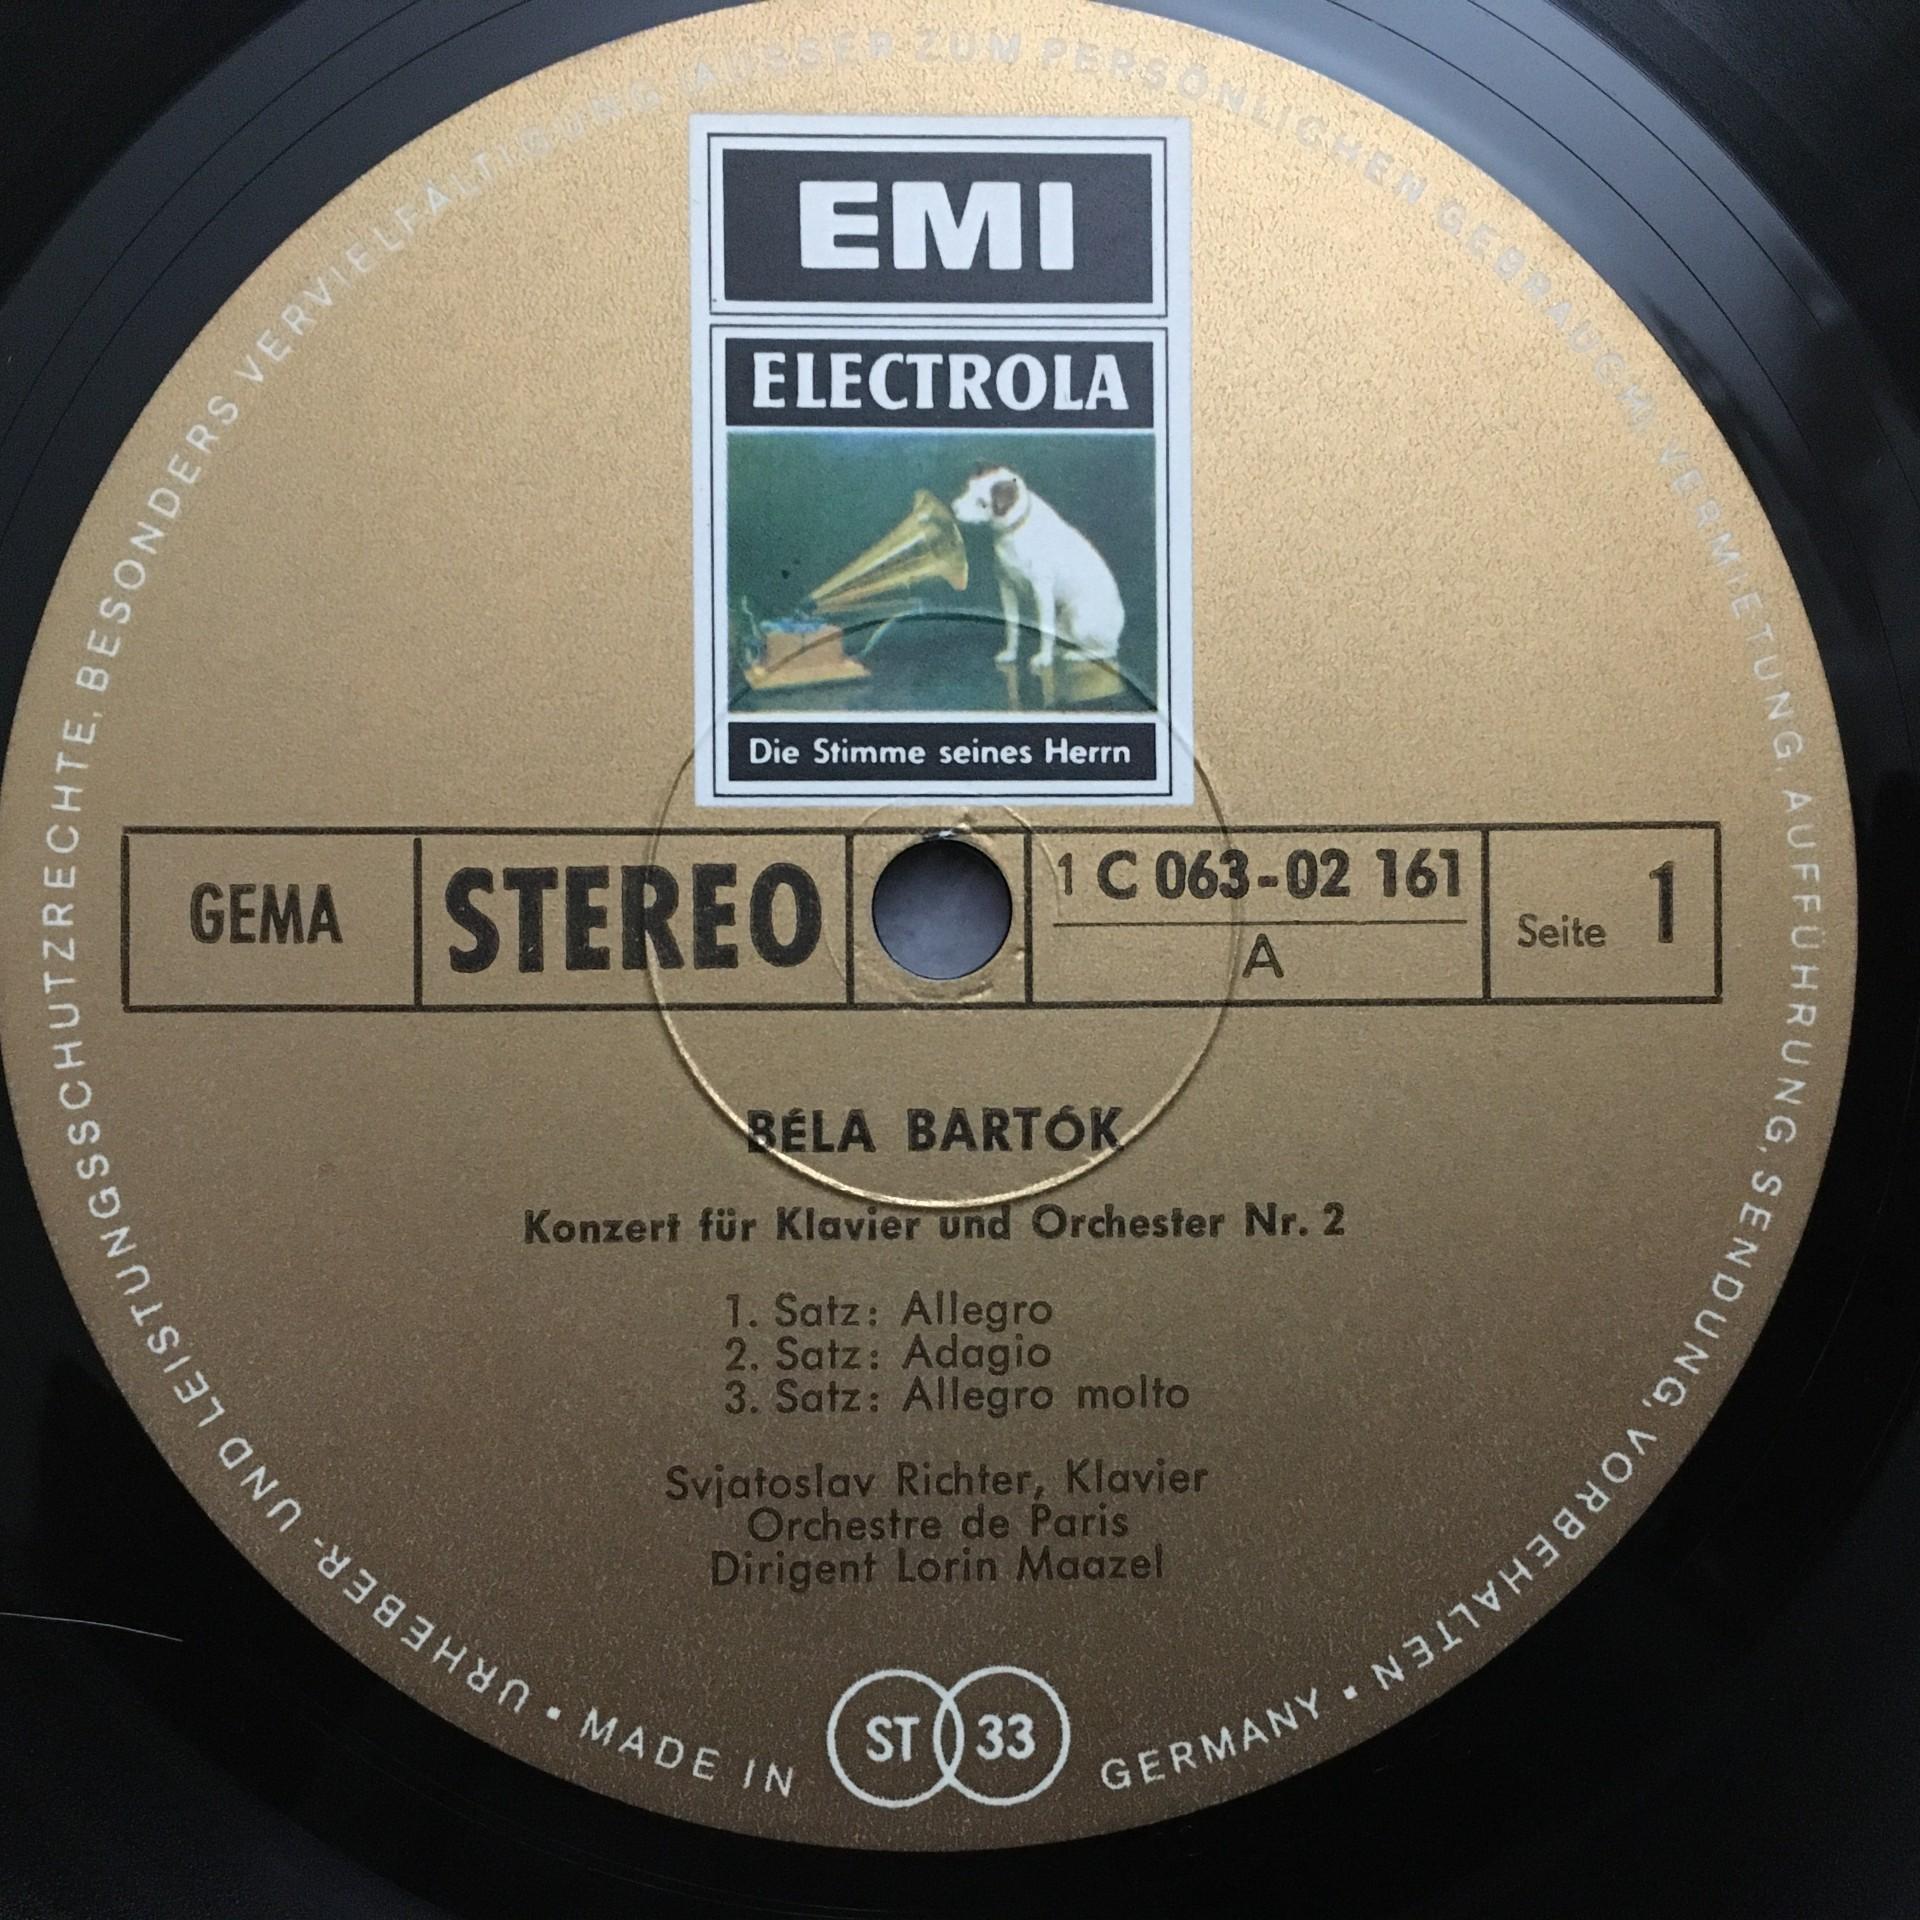 EMI
ELECTROLA
Die Stimme seines Herrn
GEMA
STEREO
1 C 063-02 161
A
Seite 1
BÉLA BARTÓK
Konzert für Klavier und Orchester Nr. 2
1. Satz: Allegro
2. Satz: Adagio
3. Satz: Allegro molto
Svjatoslav Richter, Klavier
Orchestre de Paris
Dirigent Lorin Maazel
ST 33
MADE IN GERMANY
URHEBER- UND LEISTUNGSSCHUTZRECHTE, BESONDERS VERVIELFÄLTIGUNG (AUSSER ZUM PERSÖNLICHEN GEBRAUCH), VERMIETUNG, AUFFÜHRUNG, SENDUNG, VORBEHALTEN